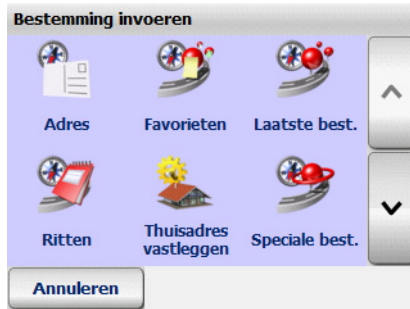 Bestemming invoeren
Adres
Favorieten
Laatste best.
Ritten
Thuisadres
vastleggen
Speciale best.
Annuleren